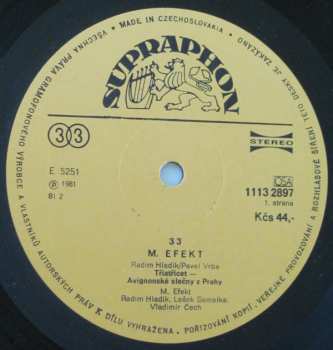 MADE IN CZECHOSLOVAKIA • VŠECHNA PRÁVA GRAMOFONOVÉHO VÝROBCE A VLASTNÍKŮ AUTORSKÝCH PRÁV K DÍLU VYHRAŽENA. POŘIZOVÁNÍ KOPIÍ, VEŘEJNÉ PROVOZOVÁNÍ A ROZHLASOVÉ ŠÍŘENÍ TÉTO DESKY JE ZAKÁZÁNO •
SUPRAPHON
33
STEREO
E 5251
℗ 1981
BI 2
OSA
1113 2897
1. strana
Kčs 44,-
33
M. EFEKT
Radim Hladík/Pavel Vrba
Třiatřicet —
Avignonské slečny z Prahy
M. Efekt
Radim Hladík, Lešek Semelka,
Vladimír Čech